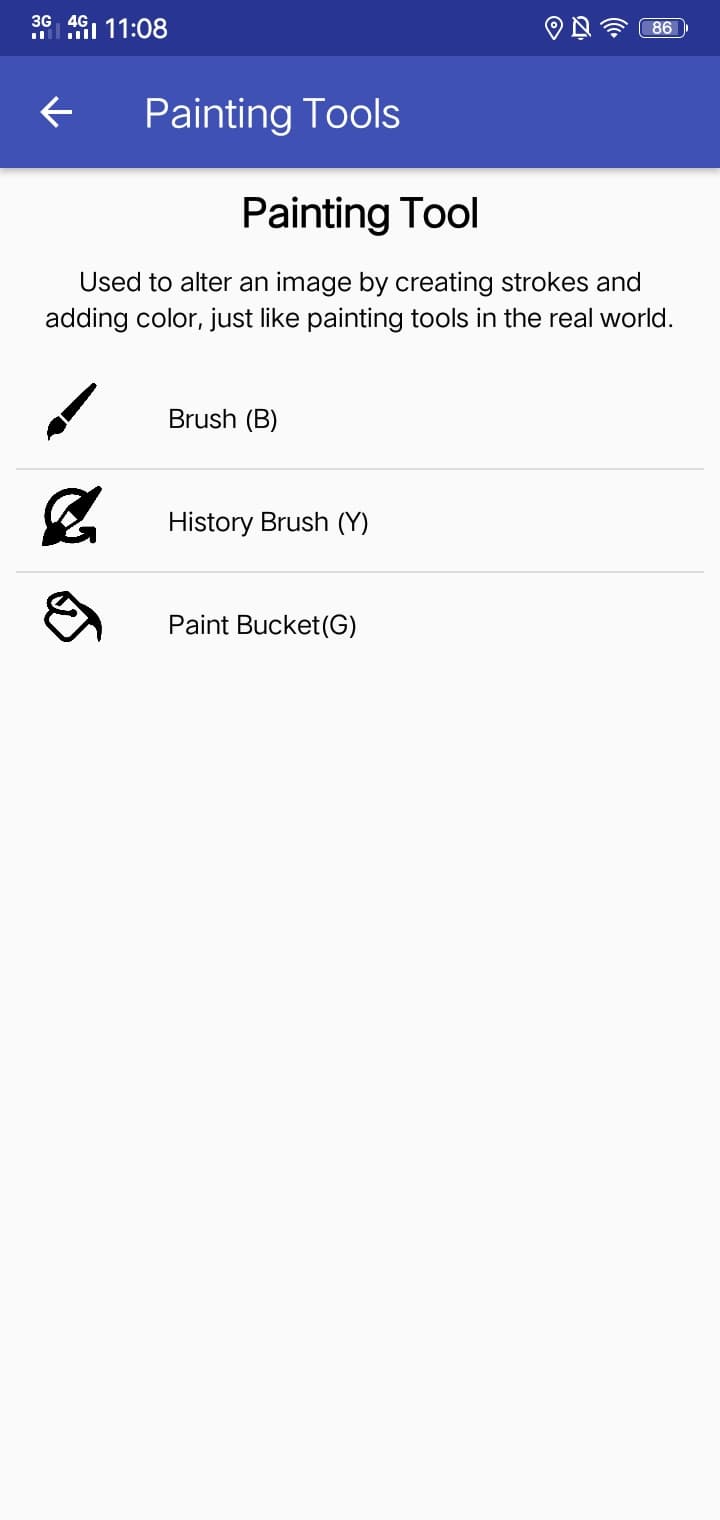 3G 4G 11:08 86
Painting Tools
Painting Tool
Used to alter an image by creating strokes and
adding color, just like painting tools in the real world.
Brush (B)
History Brush (Y)
Paint Bucket(G)